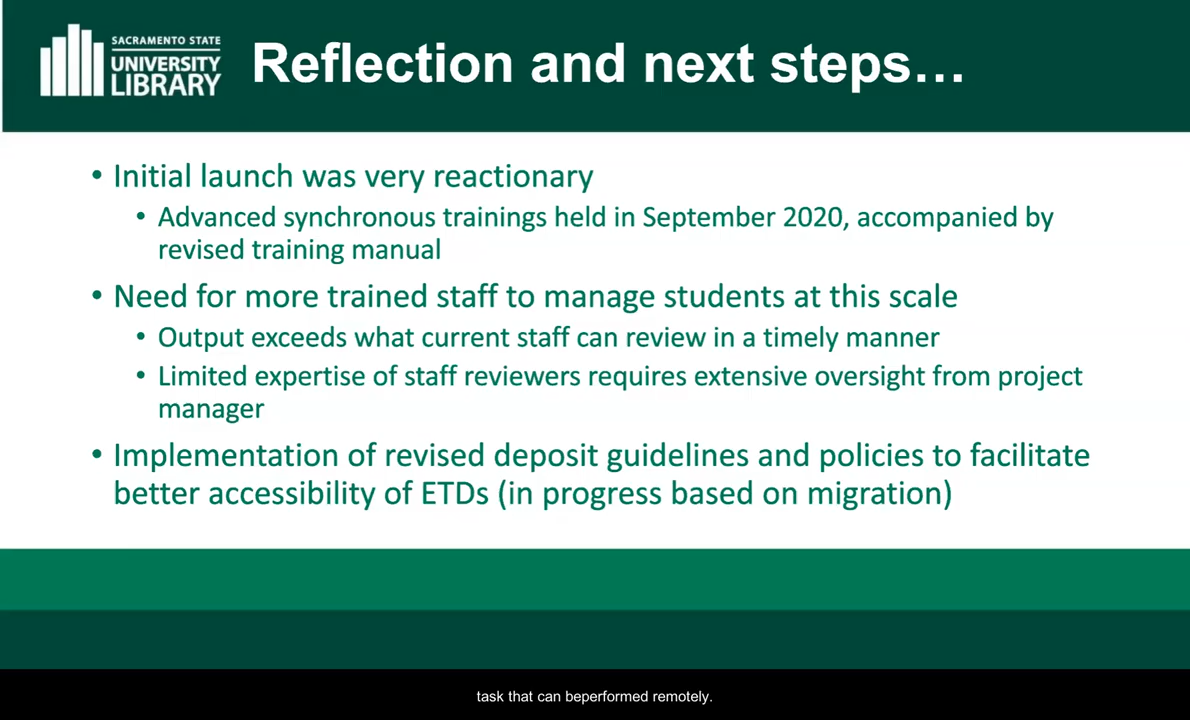 SACRAMENTO STATE
UNIVERSITY
LIBRARY
Reflection and next steps…
• Initial launch was very reactionary
• Advanced synchronous trainings held in September 2020, accompanied by
revised training manual
• Need for more trained staff to manage students at this scale
• Output exceeds what current staff can review in a timely manner
• Limited expertise of staff reviewers requires extensive oversight from project
manager
• Implementation of revised deposit guidelines and policies to facilitate
better accessibility of ETDs (in progress based on migration)
task that can beperformed remotely.